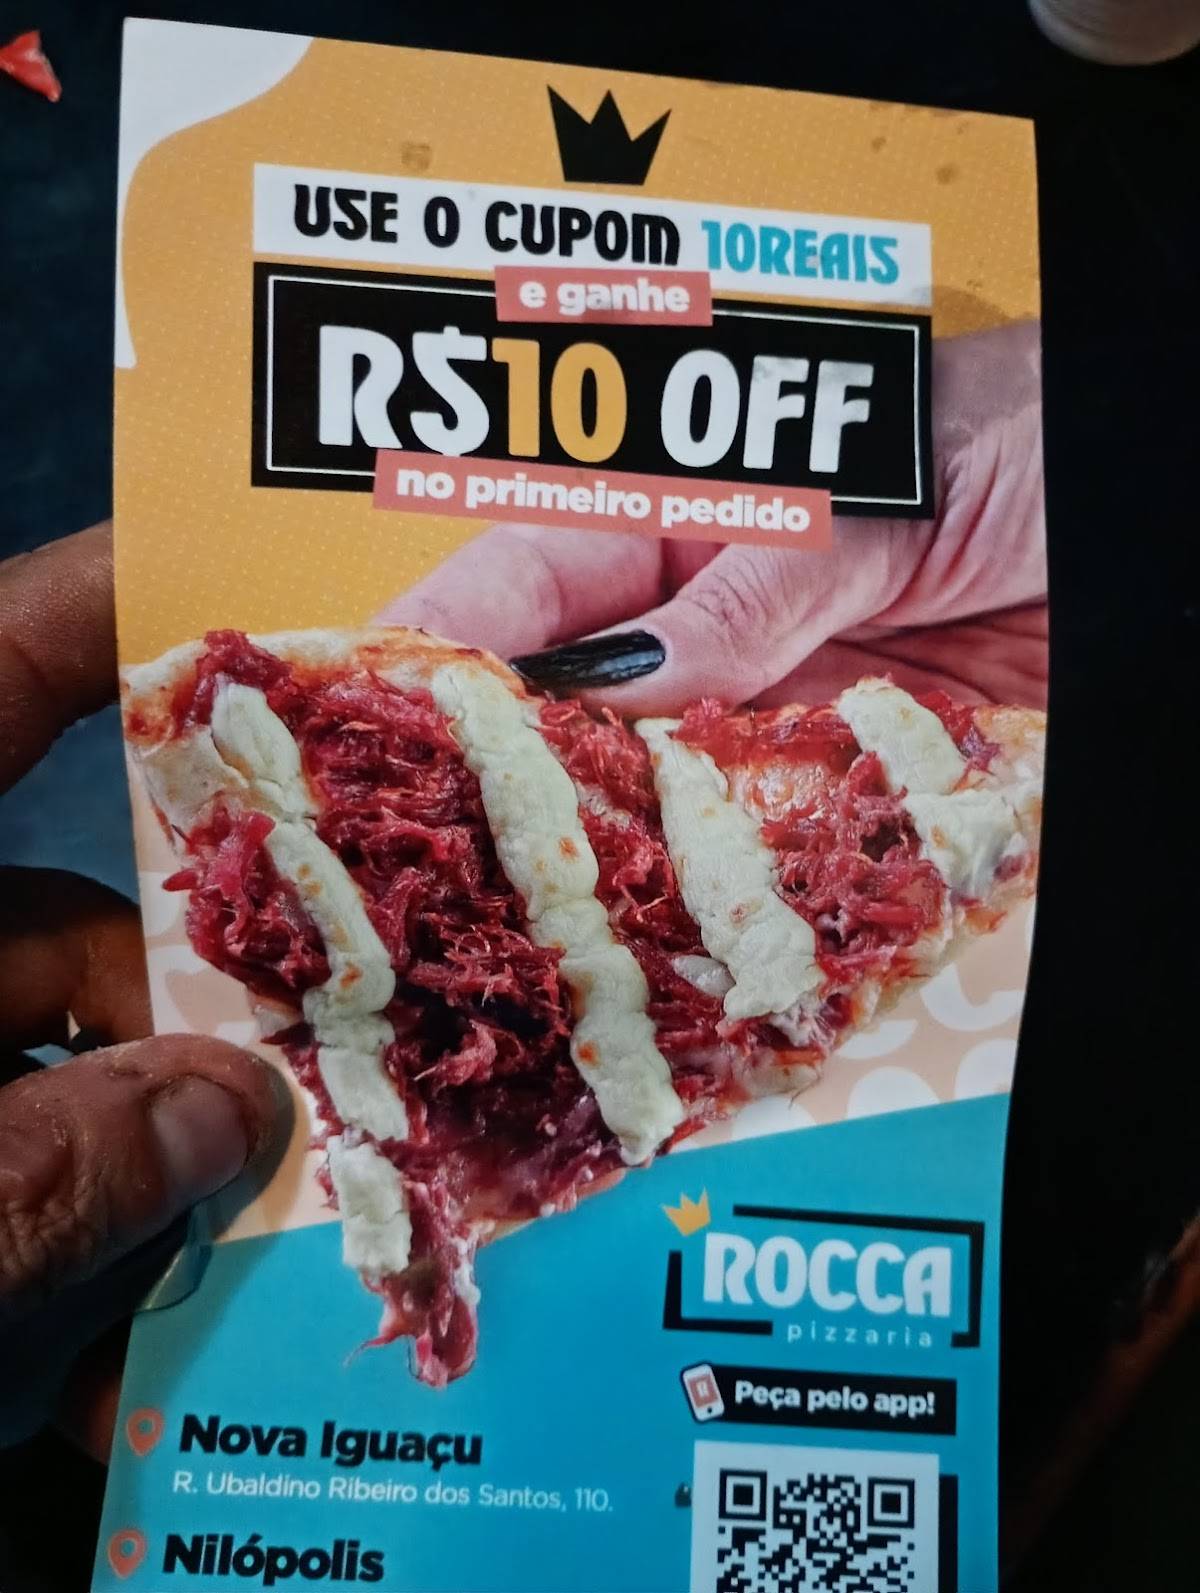 USE O CUPOM 10REAIS
e ganhe
R$10 OFF
no primeiro pedido
ROCCA
pizzaria
R
Peça pelo app!
Nova Iguaçu
R. Ubaldino Ribeiro dos Santos, 110.
Nilópolis